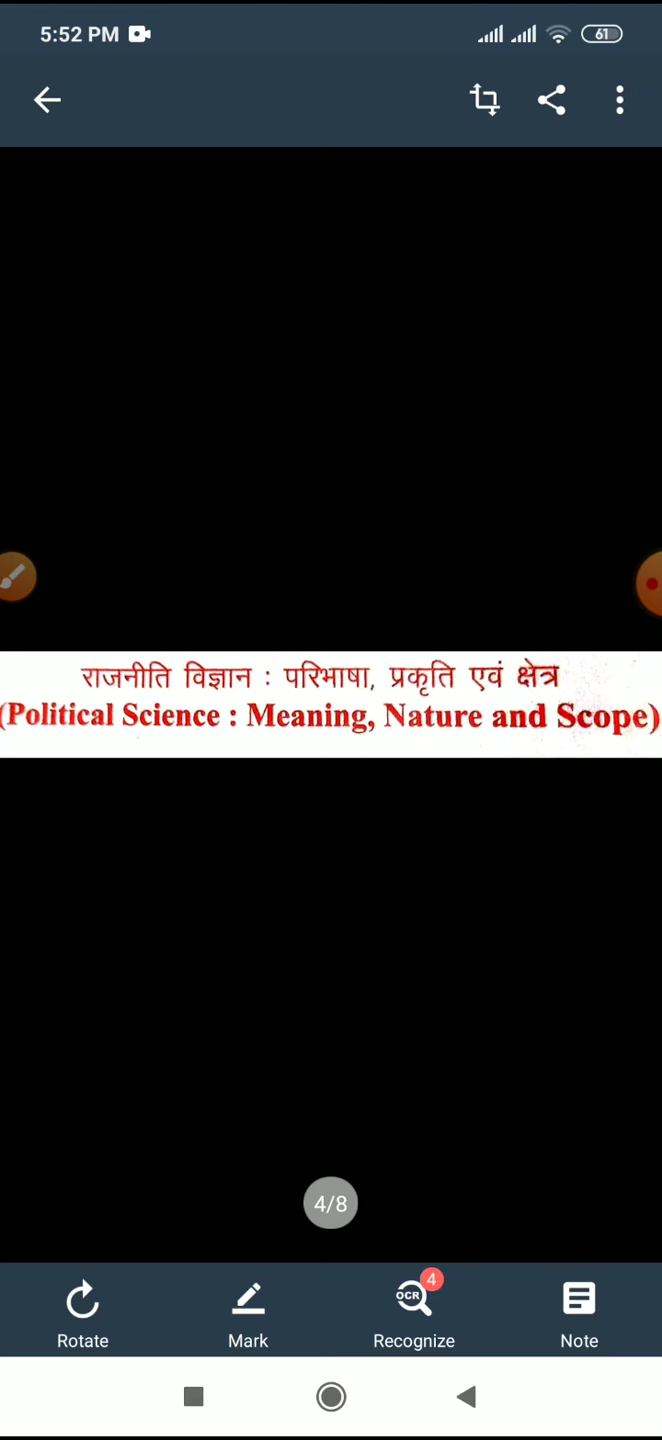 5:52 PM
61
राजनीति विज्ञान : परिभाषा, प्रकृति एवं क्षेत्र
(Political Science : Meaning, Nature and Scope)
4/8
OCR 4
Rotate Mark Recognize Note